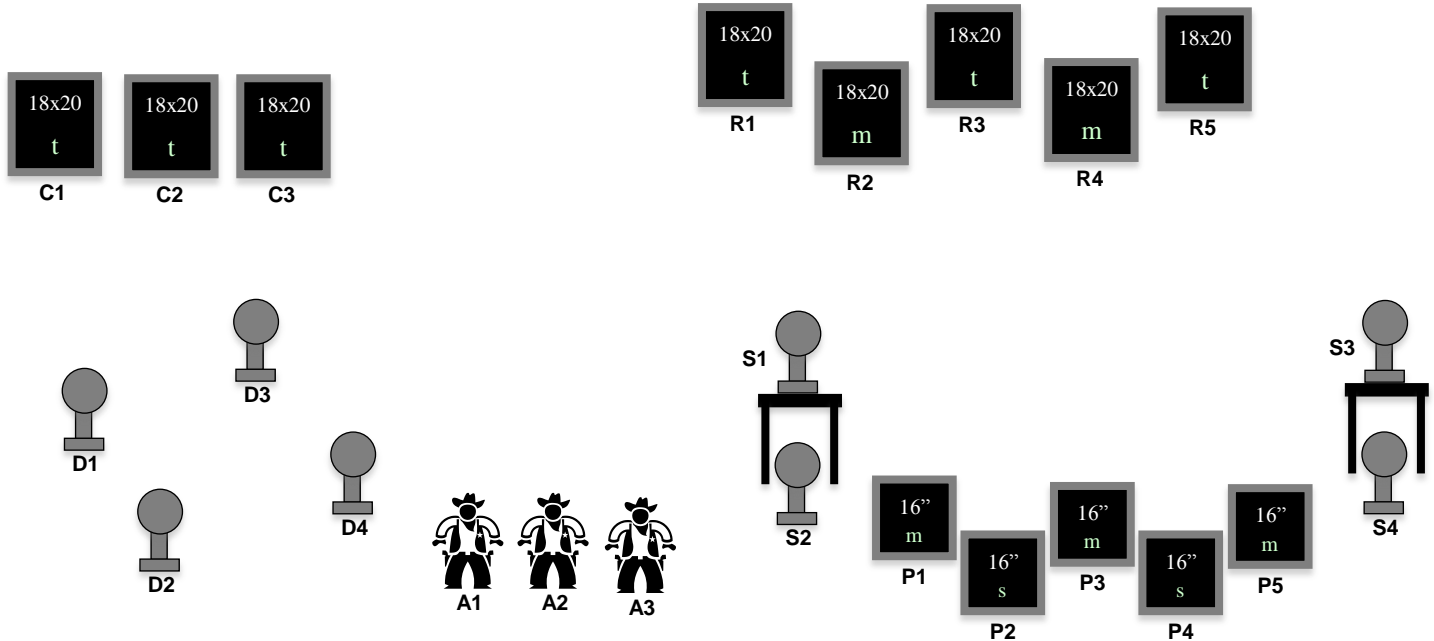 18x20
t
C1
18x20
t
C2
18x20
t
C3
18x20
t
R1
18x20
m
R2
18x20
t
R3
18x20
m
R4
18x20
t
R5
D1
D2
D3
D4
A1
A2
A3
S1
S2
16”
m
P1
16”
s
P2
16”
m
P3
16”
s
P4
16”
m
P5
S3
S4